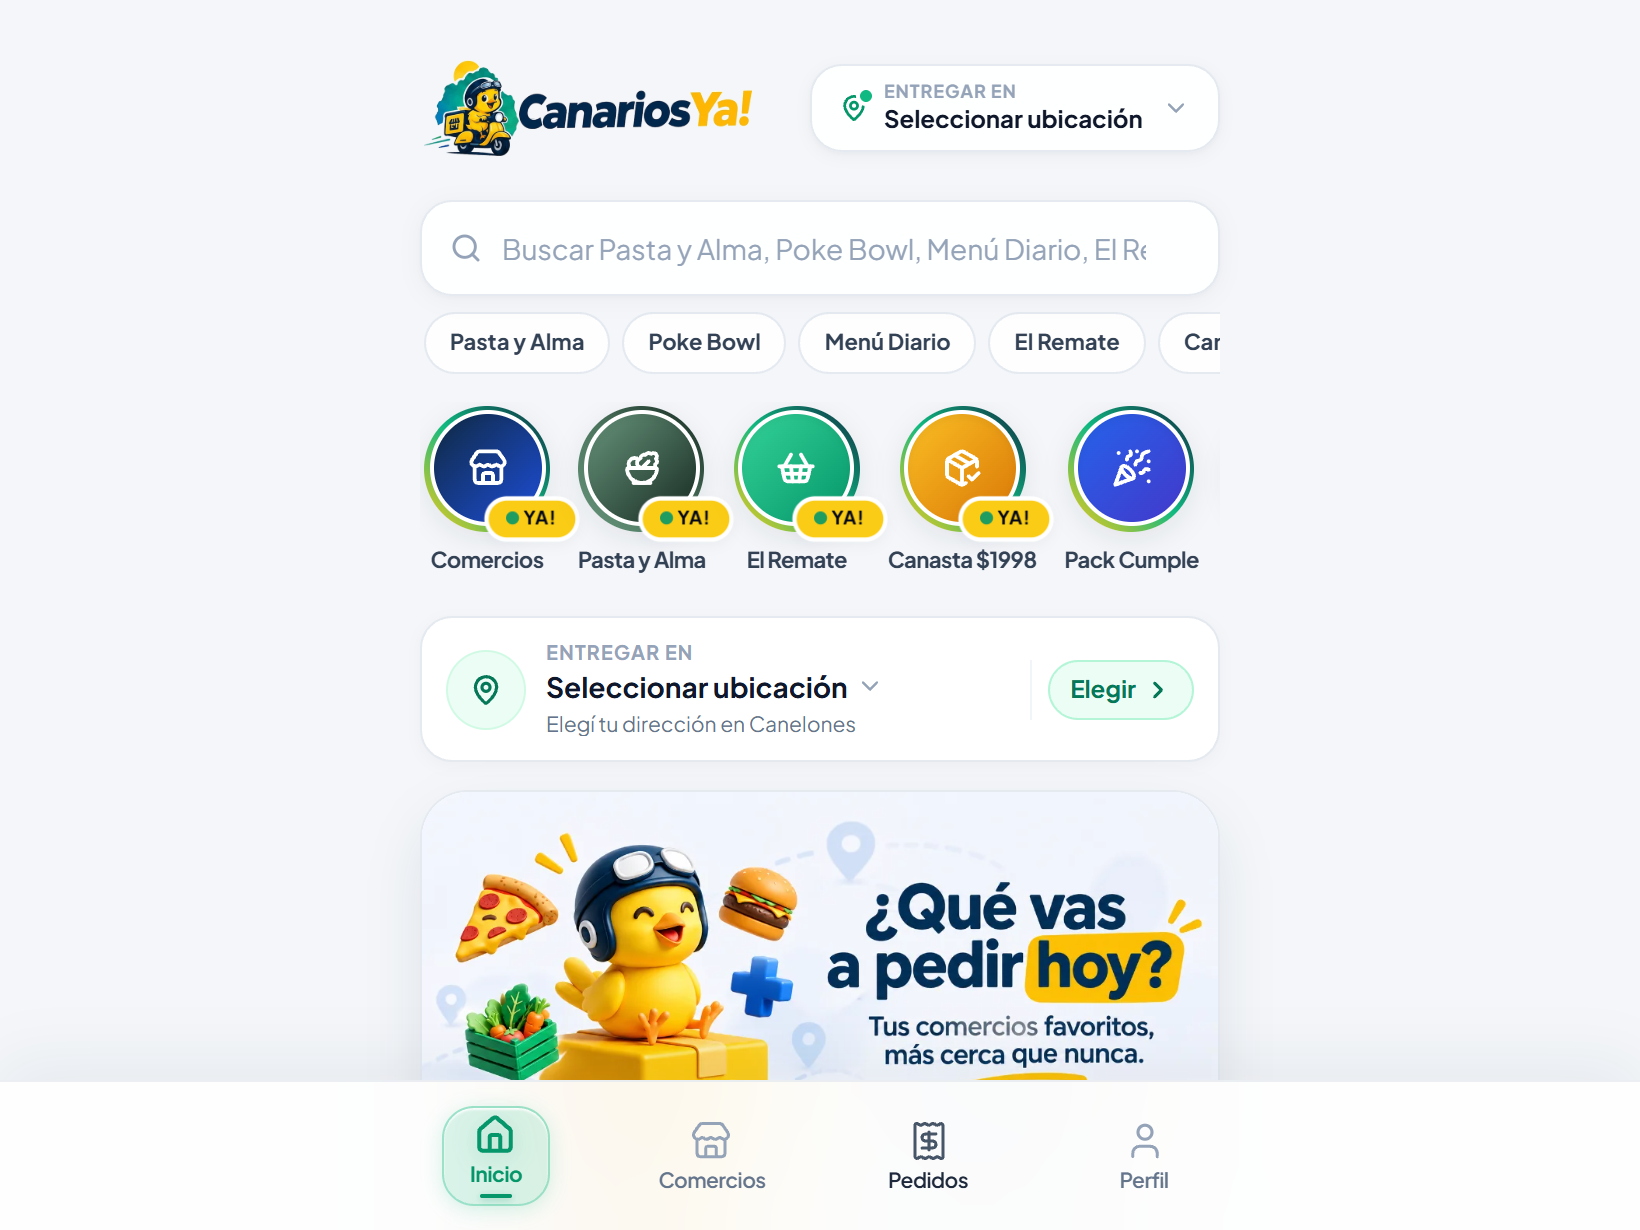 CanariosYa!
ENTREGAR EN
Seleccionar ubicación
Buscar Pasta y Alma, Poke Bowl, Menú Diario, El Re
Pasta y Alma
Poke Bowl
Menú Diario
El Remate
Car
YA!
YA!
YA!
YA!
Comercios
Pasta y Alma
El Remate
Canasta $1998
Pack Cumple
ENTREGAR EN
Seleccionar ubicación
Elegí tu dirección en Canelones
Elegir
¿Qué vas
a pedir hoy?
Tus comercios favoritos,
más cerca que nunca.
Inicio
Comercios
Pedidos
Perfil